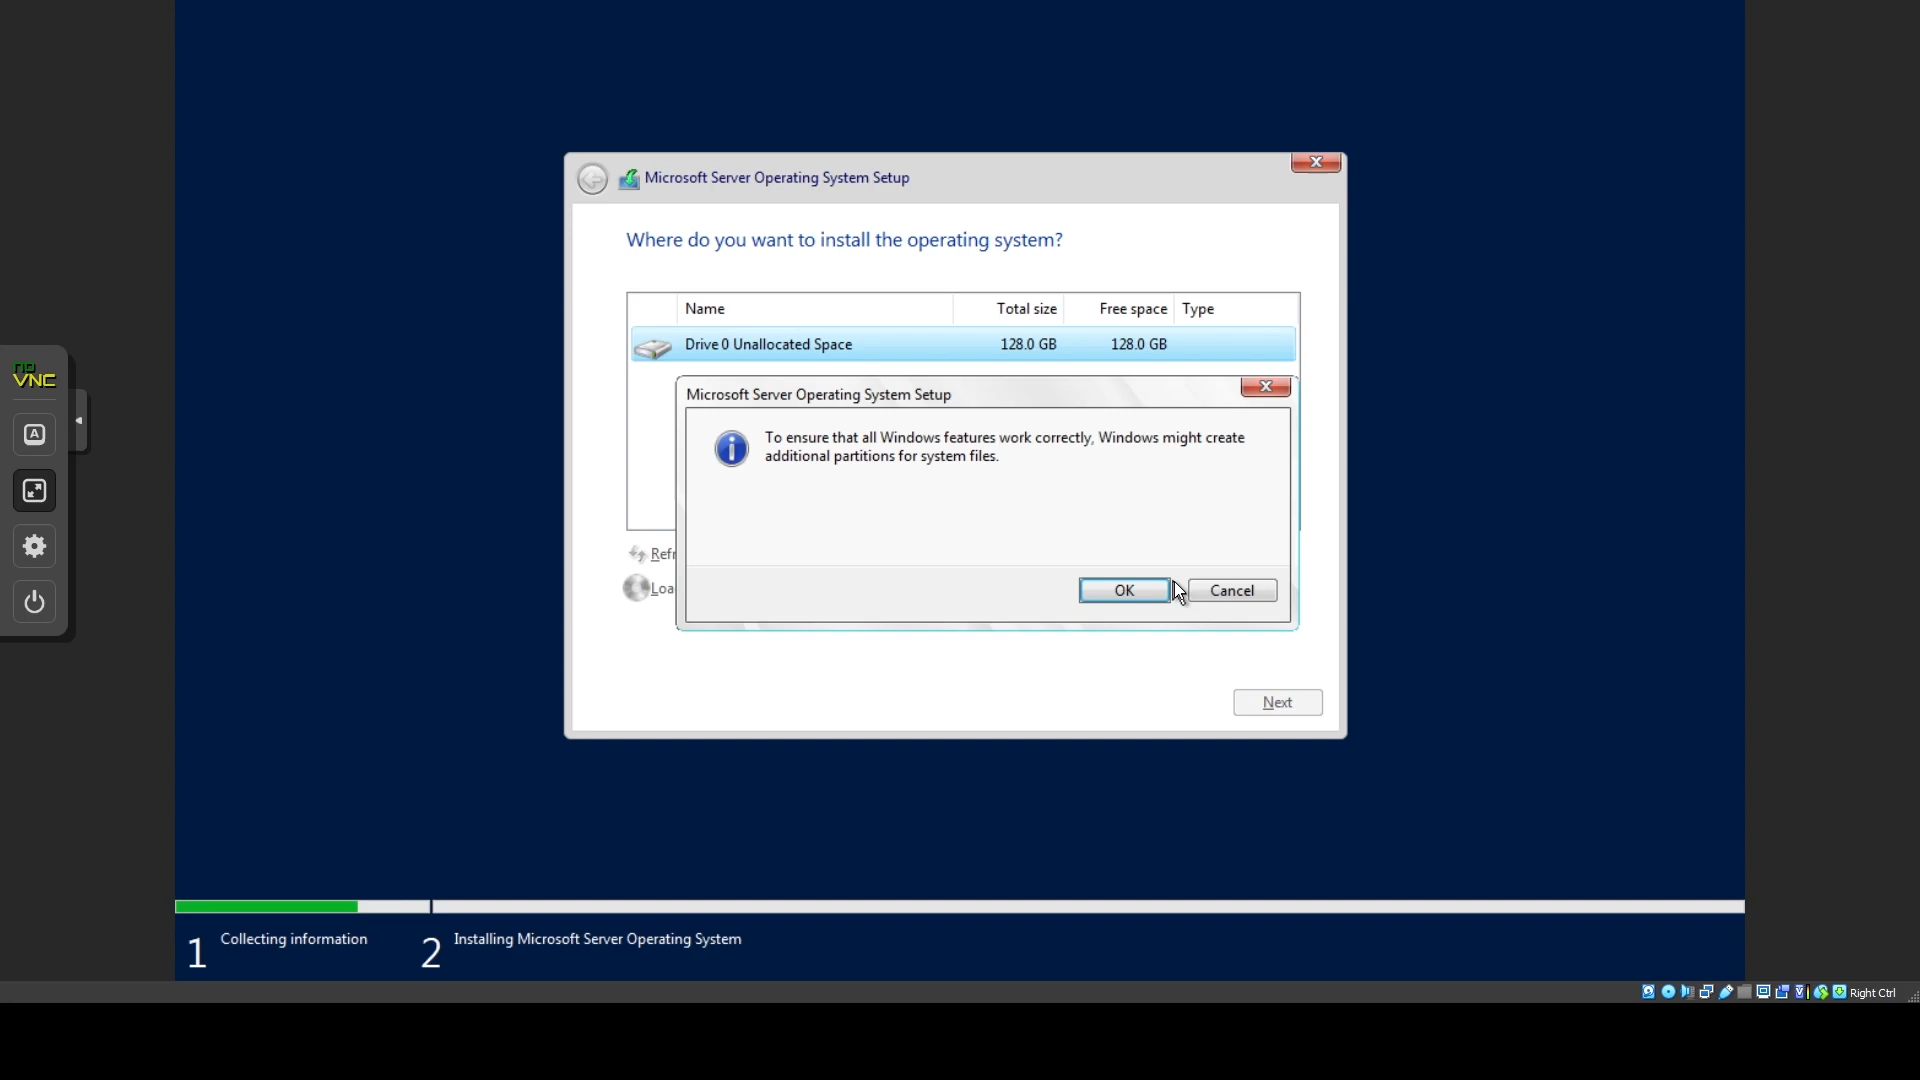 Microsoft Server Operating System Setup
Where do you want to install the operating system?
Name Total size Free space Type
Drive 0 Unallocated Space 128.0 GB 128.0 GB
Microsoft Server Operating System Setup
To ensure that all Windows features work correctly, Windows might create
additional partitions for system files.
Refr
Loa
OK Cancel
Next
no
VNC
A
1 Collecting information 2 Installing Microsoft Server Operating System
Right Ctrl